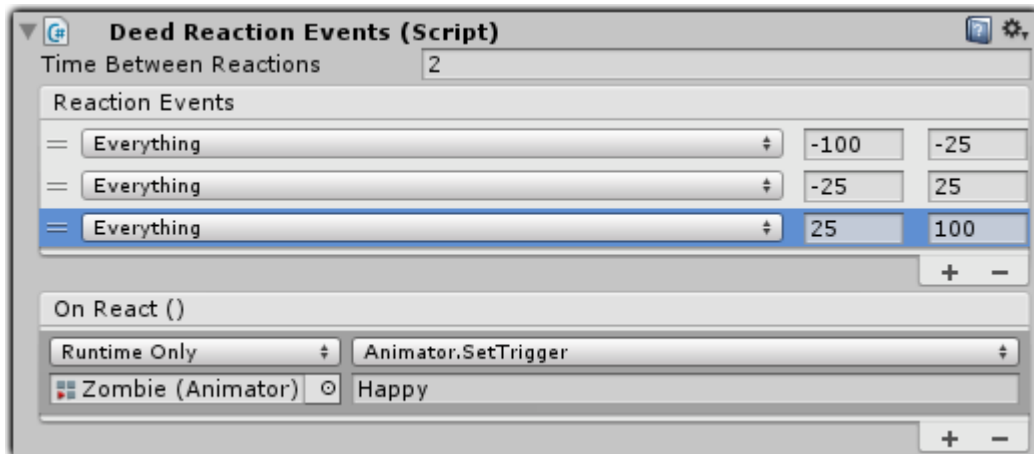 Deed Reaction Events (Script)
Time Between Reactions 2
Reaction Events
Everything -100 -25
Everything -25 25
Everything 25 100
+ −
On React ()
Runtime Only Animator.SetTrigger
Zombie (Animator) Happy
+ −